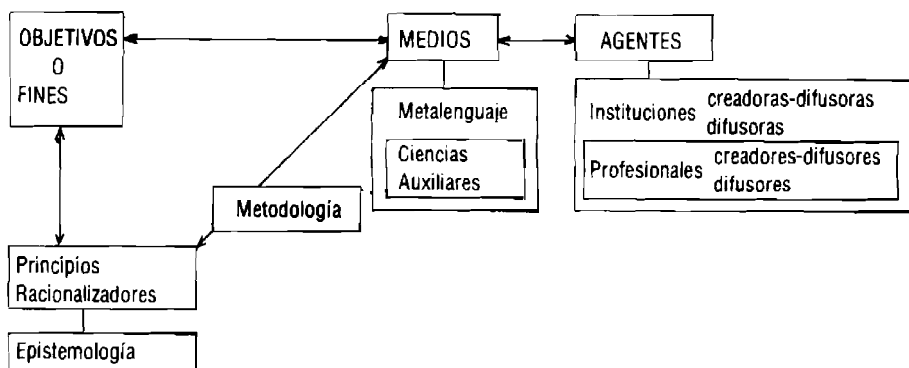 OBJETIVOS
O
FINES
MEDIOS
AGENTES
Metalenguaje
Ciencias
Auxiliares
Instituciones creadoras-difusoras
difusoras
Profesionales creadores-difusores
difusores
Metodología
Principios
Racionalizadores
Epistemología